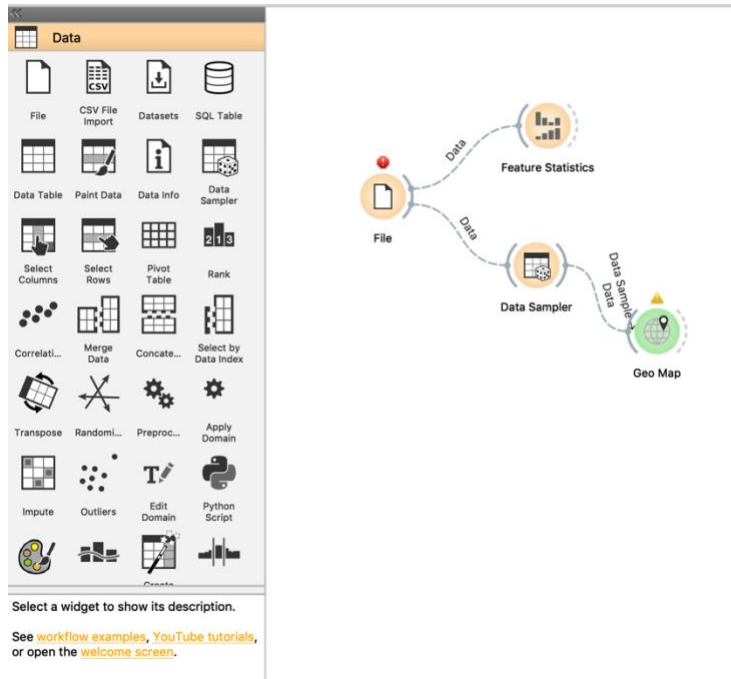 Data
File
CSV File
Import
Datasets
SQL Table
Data Table
Paint Data
Data Info
Data
Sampler
Select
Columns
Select
Rows
Pivot
Table
Rank
Correlati...
Merge
Data
Concate...
Select by
Data Index
Transpose
Randomi...
Preproc...
Apply
Domain
Impute
Outliers
Edit
Domain
Python
Script
Create
Select a widget to show its description.
See workflow examples, YouTube tutorials,
or open the welcome screen.
Data
Feature Statistics
File
Data
Data Sampler
Data Sample
Data
Geo Map